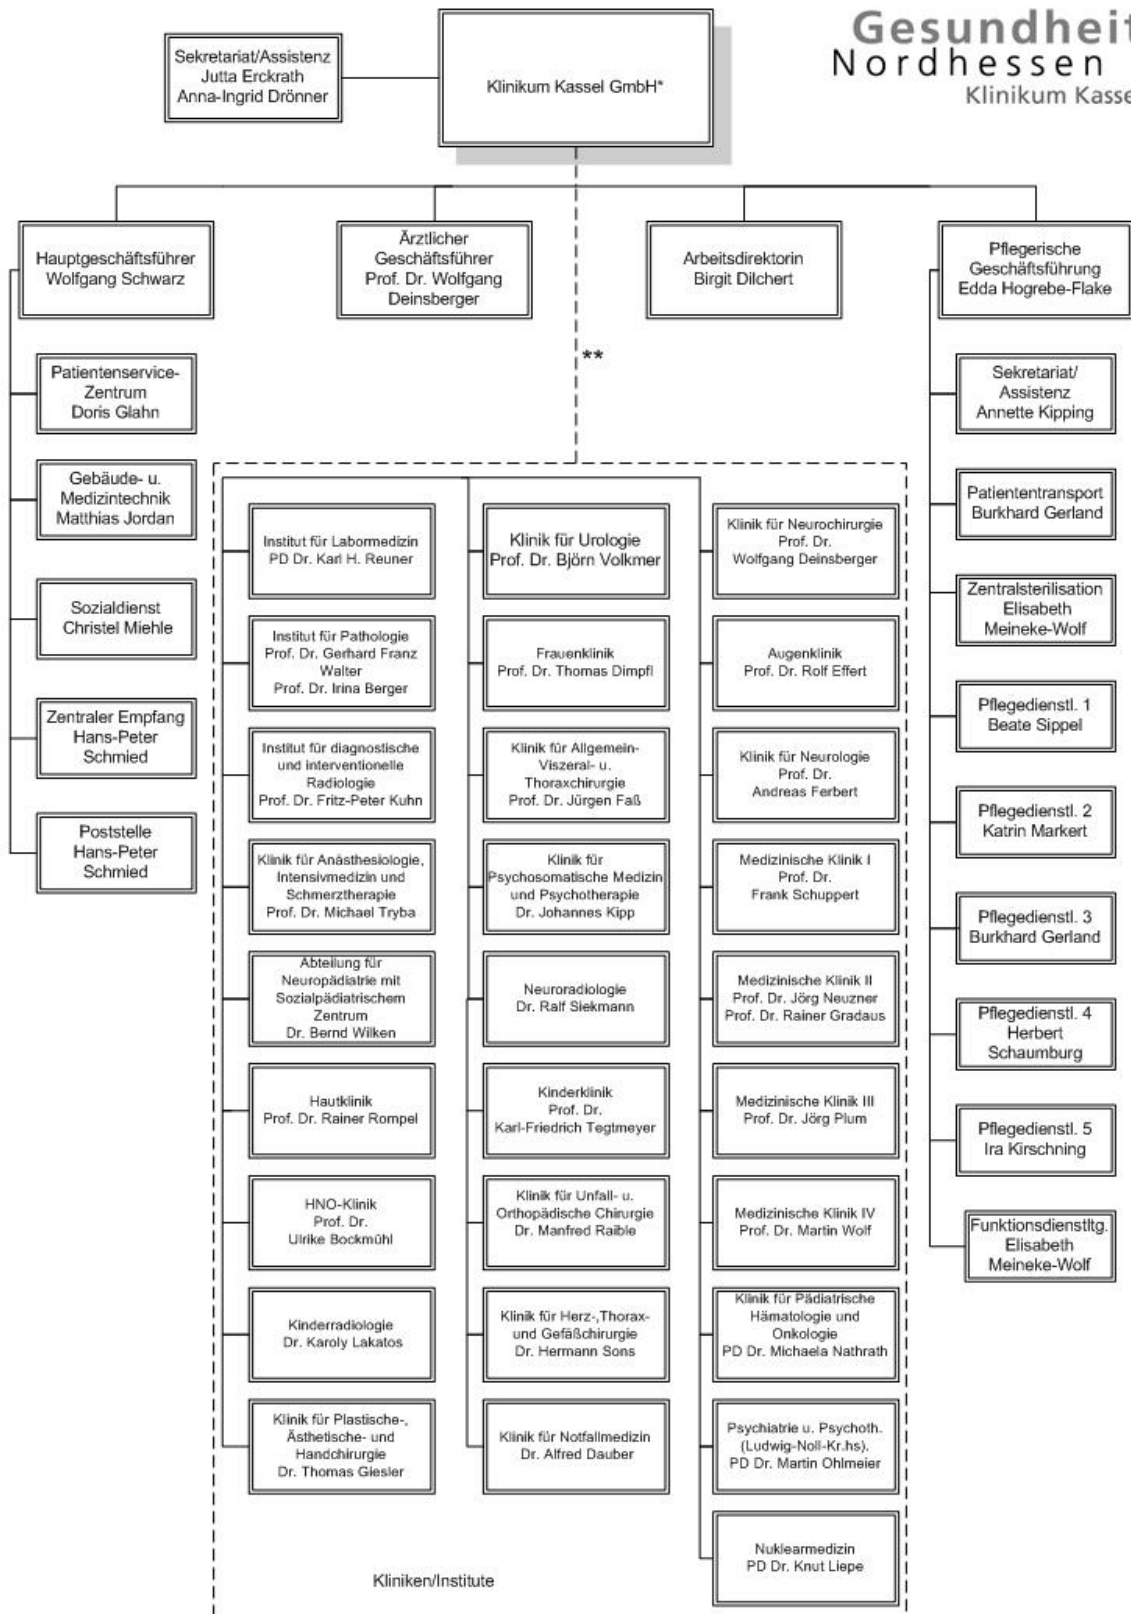 Gesundheit
Nordhessen
Klinikum Kasse
Sekretariat/Assistenz
Jutta Erckrath
Anna-Ingrid Drönner
Klinikum Kassel GmbH*
Hauptgeschäftsführer
Wolfgang Schwarz
Ärztlicher
Geschäftsführer
Prof. Dr. Wolfgang
Deinsberger
Arbeitsdirektorin
Birgit Dilchert
Pflegerische
Geschäftsführung
Edda Hogrebe-Flake
**
Patientenservice-
Zentrum
Doris Glahn
Gebäude- u.
Medizintechnik
Matthias Jordan
Sozialdienst
Christel Miehle
Zentraler Empfang
Hans-Peter
Schmied
Poststelle
Hans-Peter
Schmied
Institut für Labormedizin
PD Dr. Karl H. Reuner
Institut für Pathologie
Prof. Dr. Gerhard Franz
Walter
Prof. Dr. Irina Berger
Institut für diagnostische
und interventionelle
Radiologie
Prof. Dr. Fritz-Peter Kuhn
Klinik für Anästhesiologie,
Intensivmedizin und
Schmerztherapie
Prof. Dr. Michael Tryba
Abteilung für
Neuropädiatrie mit
Sozialpädiatrischem
Zentrum
Dr. Bernd Wilken
Hautklinik
Prof. Dr. Rainer Rompel
HNO-Klinik
Prof. Dr.
Ulrike Bockmühl
Kinderradiologie
Dr. Karoly Lakatos
Klinik für Plastische-,
Ästhetische- und
Handchirurgie
Dr. Thomas Giesler
Klinik für Urologie
Prof. Dr. Björn Volkmer
Frauenklinik
Prof. Dr. Thomas Dimpfl
Klinik für Allgemein-
Viszeral- u.
Thoraxchirurgie
Prof. Dr. Jürgen Faß
Klinik für
Psychosomatische Medizin
und Psychotherapie
Dr. Johannes Kipp
Neuroradiologie
Dr. Ralf Siekmann
Kinderklinik
Prof. Dr.
Karl-Friedrich Tegtmeyer
Klinik für Unfall- u.
Orthopädische Chirurgie
Dr. Manfred Raible
Klinik für Herz-,Thorax-
und Gefäßchirurgie
Dr. Hermann Sons
Klinik für Notfallmedizin
Dr. Alfred Dauber
Klinik für Neurochirurgie
Prof. Dr.
Wolfgang Deinsberger
Augenklinik
Prof. Dr. Rolf Effert
Klinik für Neurologie
Prof. Dr.
Andreas Ferbert
Medizinische Klinik I
Prof. Dr.
Frank Schuppert
Medizinische Klinik II
Prof. Dr. Jörg Neuzner
Prof. Dr. Rainer Gradaus
Medizinische Klinik III
Prof. Dr. Jörg Plum
Medizinische Klinik IV
Prof. Dr. Martin Wolf
Klinik für Pädiatrische
Hämatologie und
Onkologie
PD Dr. Michaela Nathrath
Psychiatrie u. Psychoth.
(Ludwig-Noll-Kr.hs).
PD Dr. Martin Ohlmeier
Nuklearmedizin
PD Dr. Knut Liepe
Kliniken/Institute
Sekretariat/
Assistenz
Annette Kipping
Patiententransport
Burkhard Gerland
Zentralsterilisation
Elisabeth
Meineke-Wolf
Pflegedienstl. 1
Beate Sippel
Pflegedienstl. 2
Katrin Markert
Pflegedienstl. 3
Burkhard Gerland
Pflegedienstl. 4
Herbert
Schaumburg
Pflegedienstl. 5
Ira Kirschning
Funktionsdienstltg.
Elisabeth
Meineke-Wolf